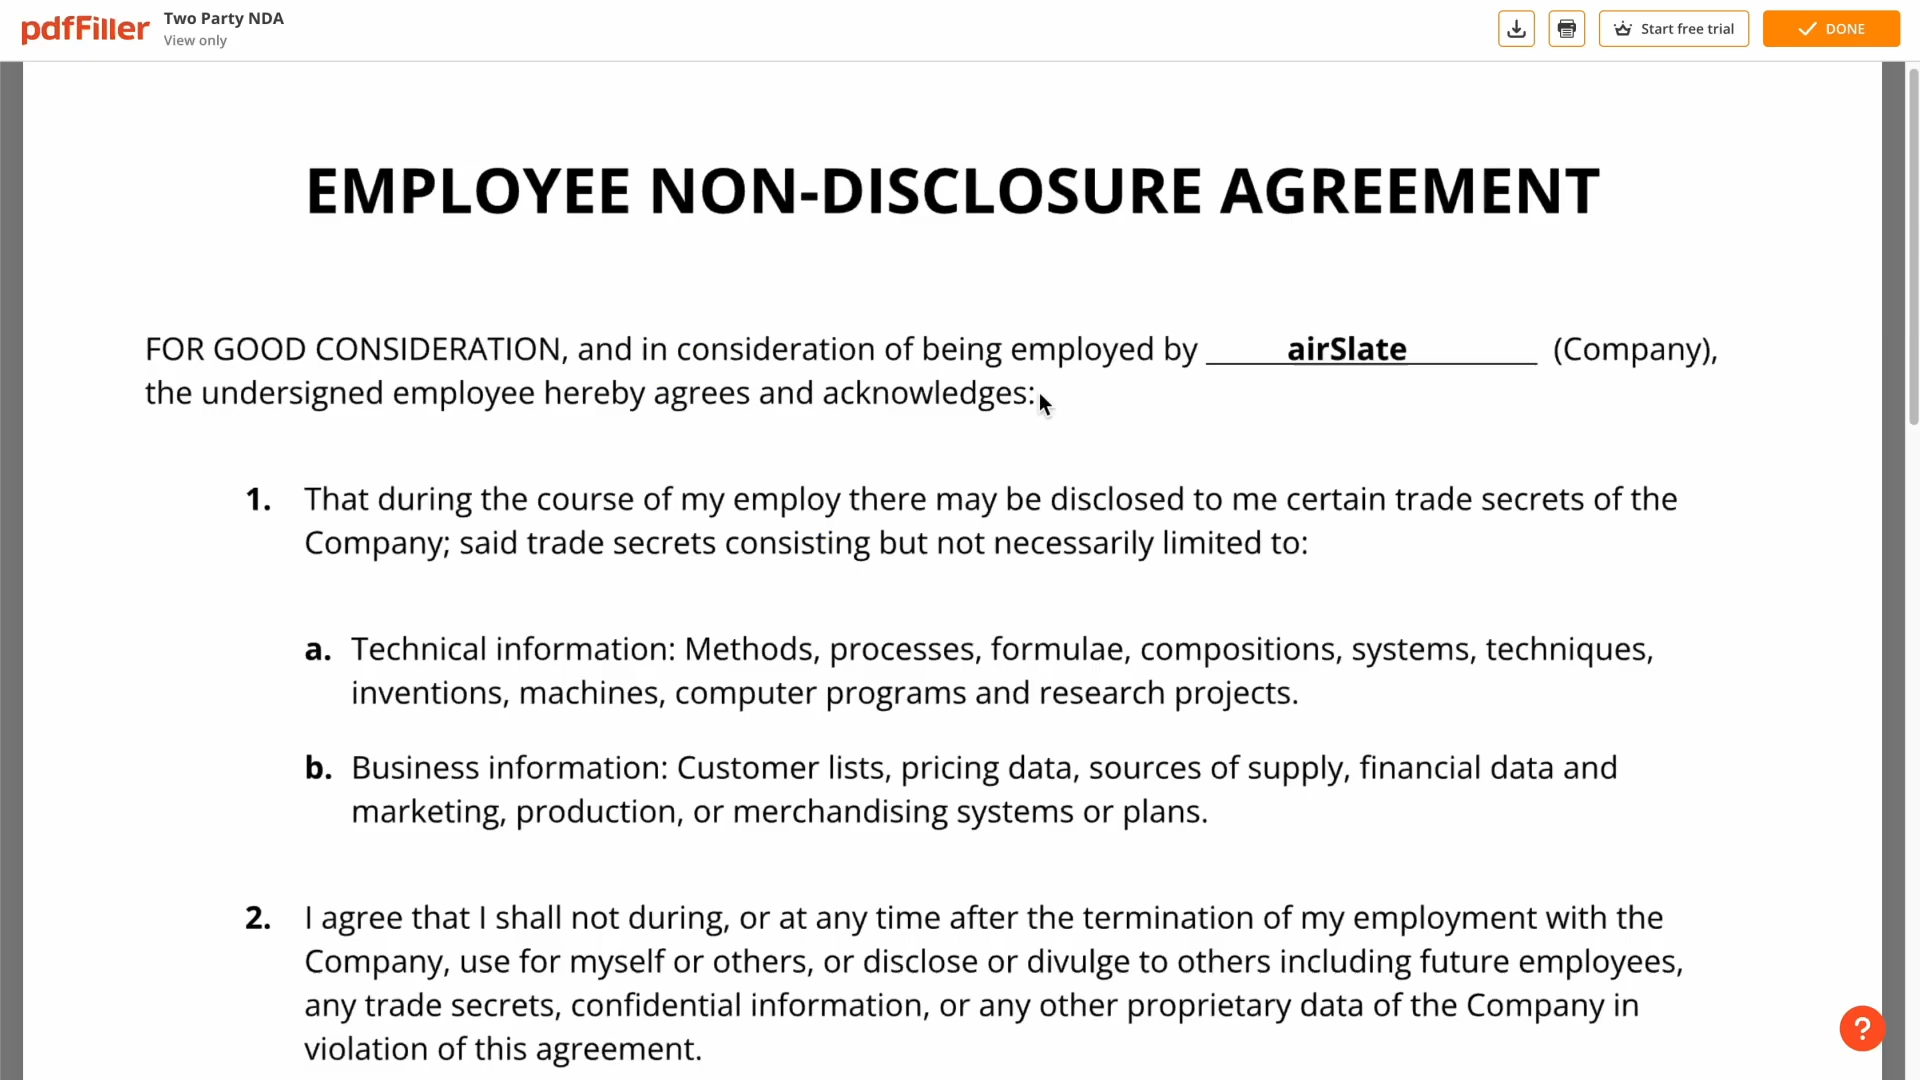 pdfFiller
Two Party NDA
View only
Start free trial
DONE
EMPLOYEE NON-DISCLOSURE AGREEMENT
FOR GOOD CONSIDERATION, and in consideration of being employed by airSlate (Company),
the undersigned employee hereby agrees and acknowledges:
1. That during the course of my employ there may be disclosed to me certain trade secrets of the
Company; said trade secrets consisting but not necessarily limited to:
a. Technical information: Methods, processes, formulae, compositions, systems, techniques,
inventions, machines, computer programs and research projects.
b. Business information: Customer lists, pricing data, sources of supply, financial data and
marketing, production, or merchandising systems or plans.
2. I agree that I shall not during, or at any time after the termination of my employment with the
Company, use for myself or others, or disclose or divulge to others including future employees,
any trade secrets, confidential information, or any other proprietary data of the Company in
violation of this agreement.
?